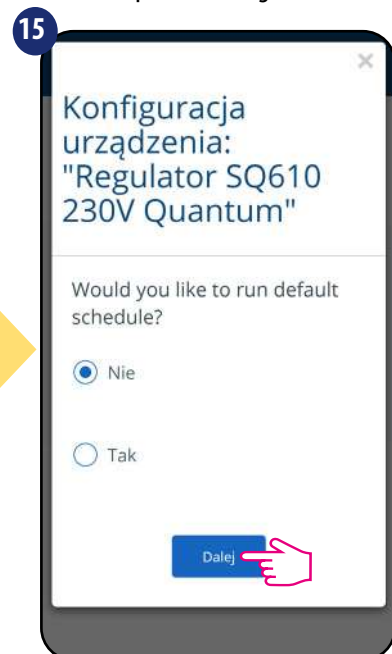 15
×
Konfiguracja
urządzenia:
"Regulator SQ610
230V Quantum"
Would you like to run default
schedule?
Nie
Tak
Dalej